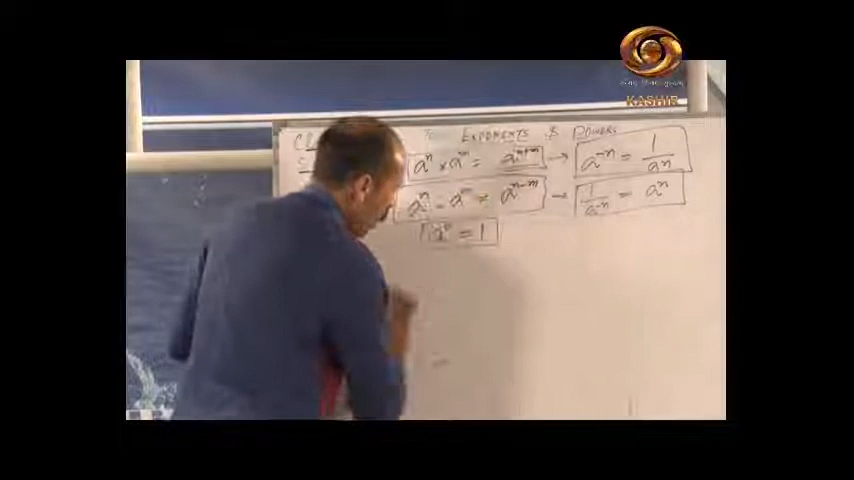 KASHIR
EXPONENTS & POWERS
aⁿ × aᵐ = aⁿ⁺ᵐ → a⁻ⁿ = 1/aⁿ
aⁿ ÷ aᵐ = aⁿ⁻ᵐ → 1/a⁻ⁿ = aⁿ
a⁰ = 1